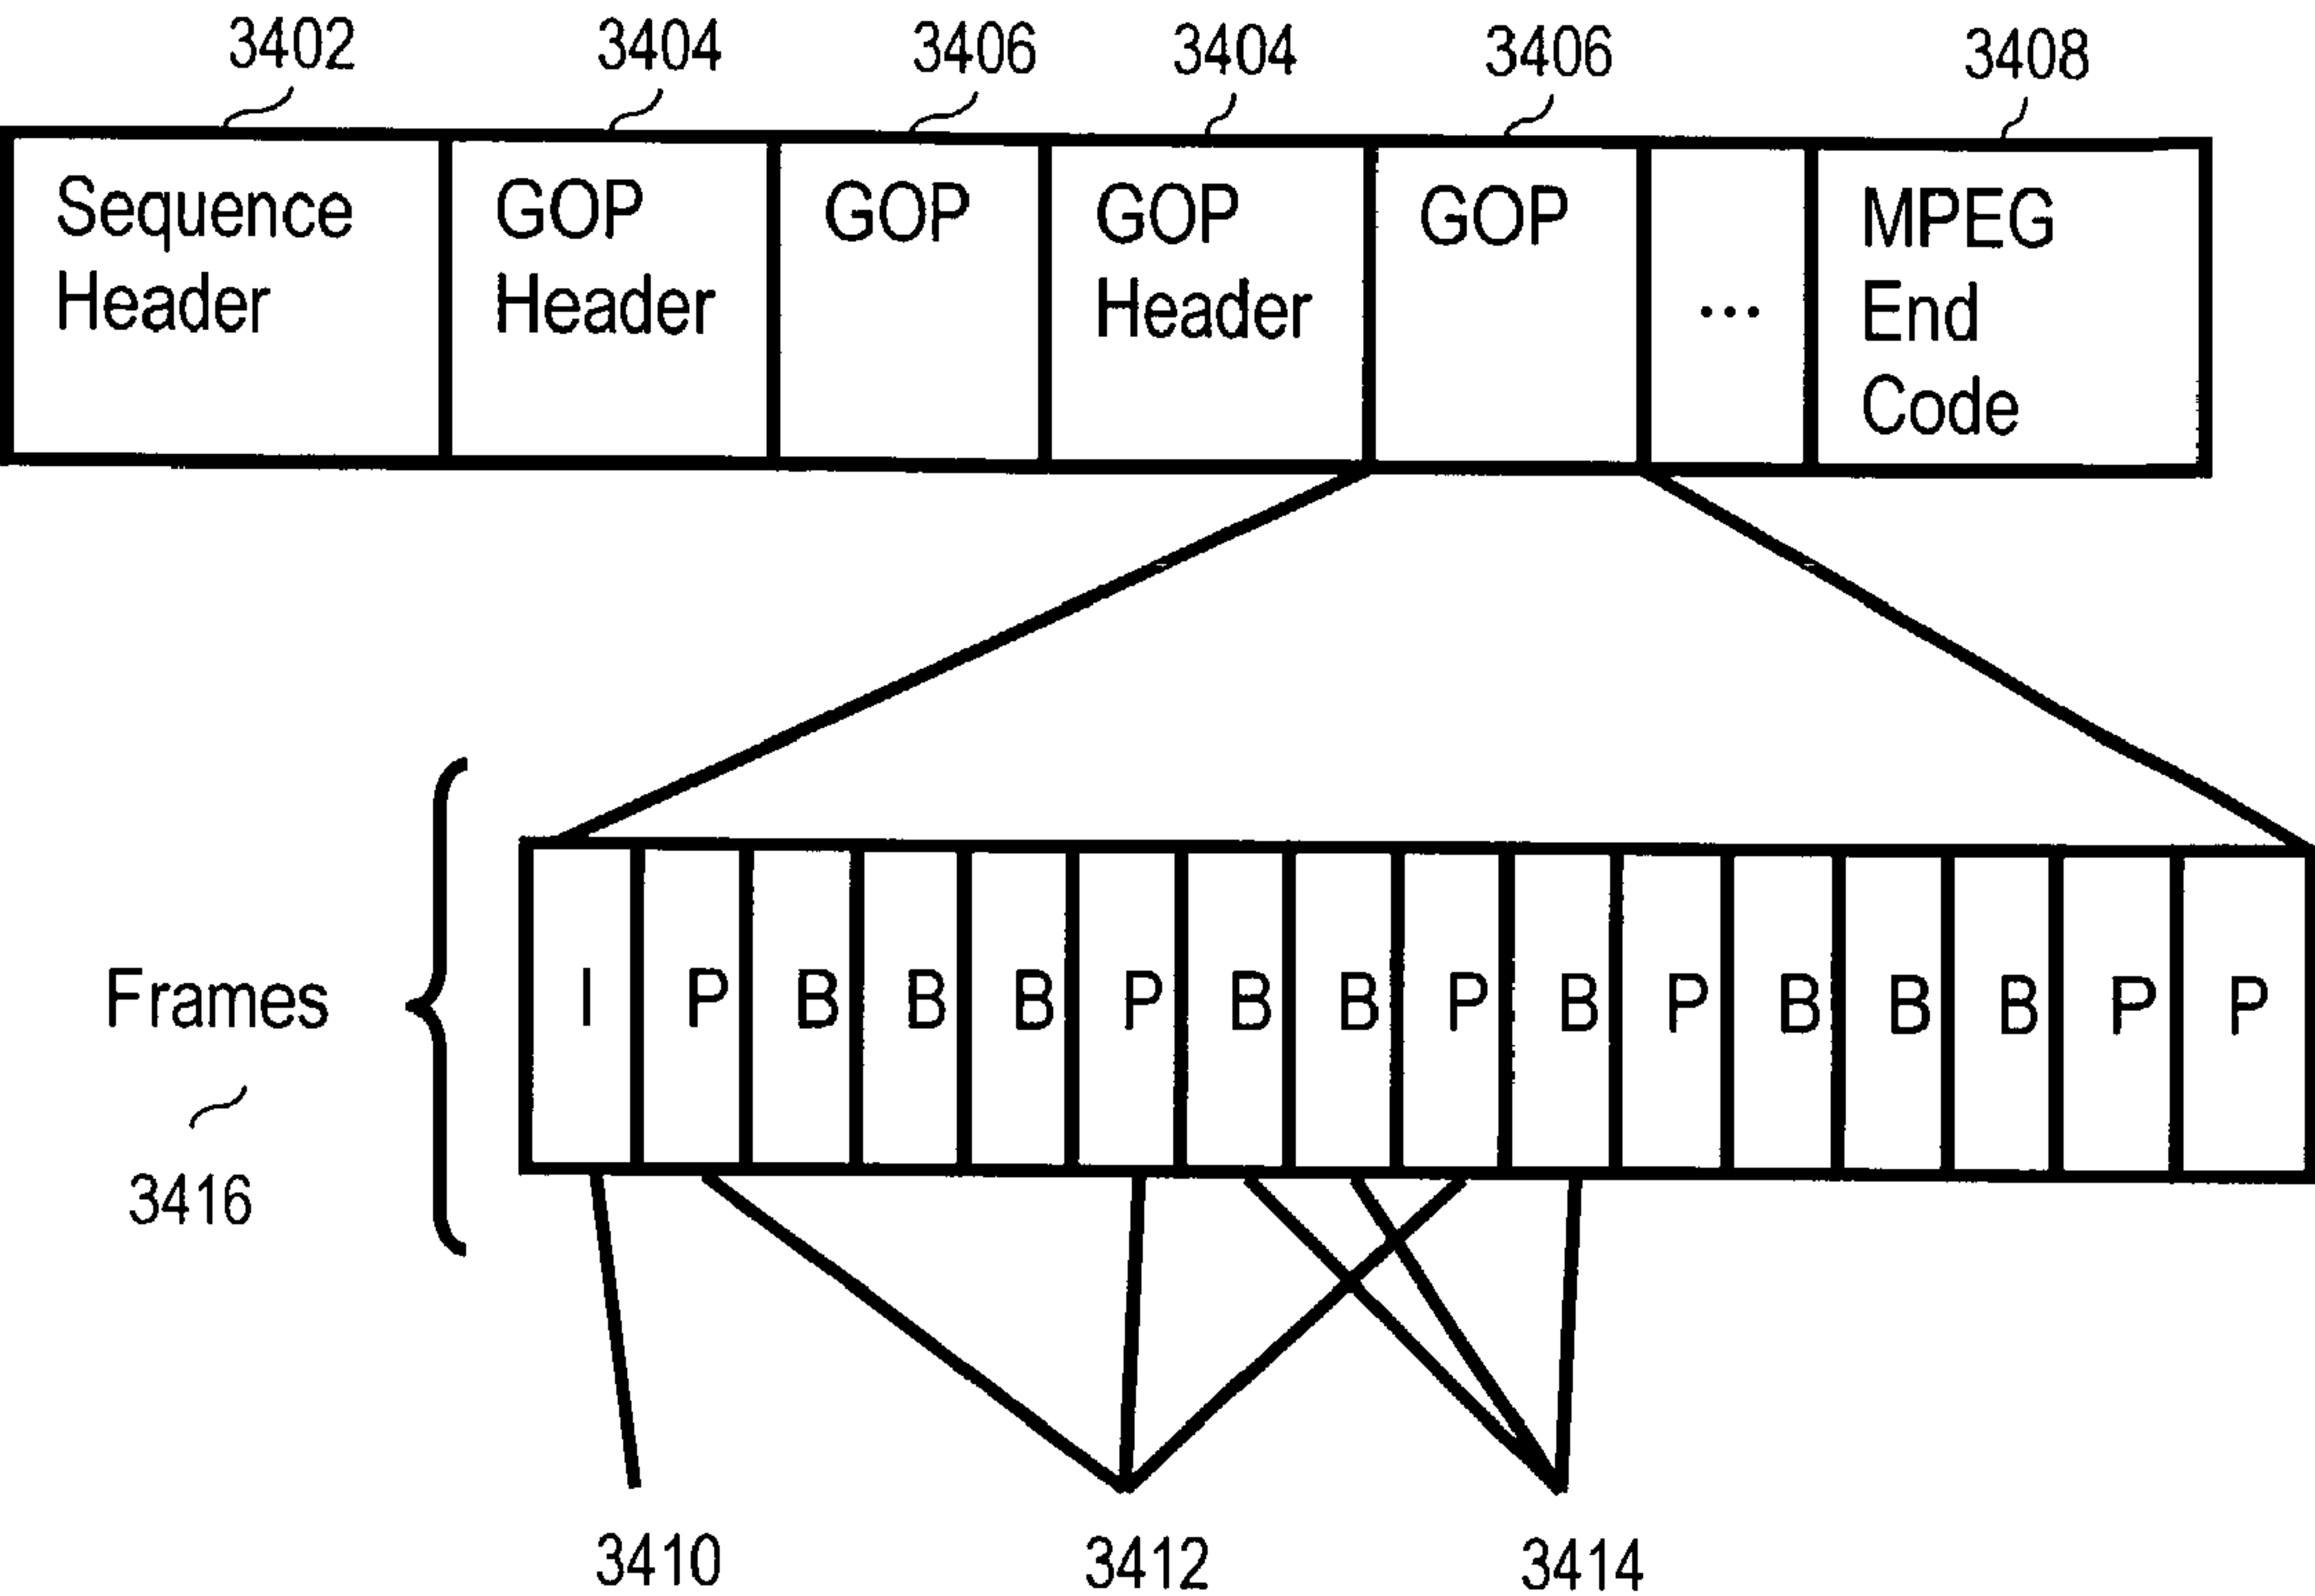 3402 3404 3406 3404 3406 3408
Sequence Header
GOP Header
GOP
GOP Header
GOP
...
MPEG End Code
Frames
3416
I P B B B P B B P B P B B B P P
3410 3412 3414